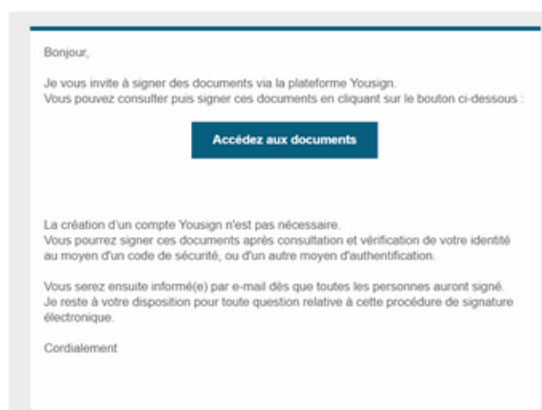 Bonjour,
Je vous invite à signer des documents via la plateforme Yousign.
Vous pouvez consulter puis signer ces documents en cliquant sur le bouton ci-dessous :
Accédez aux documents
La création d'un compte Yousign n'est pas nécessaire.
Vous pourrez signer ces documents après consultation et vérification de votre identité
au moyen d'un code de sécurité, ou d'un autre moyen d'authentification.
Vous serez ensuite informé(e) par e-mail dès que toutes les personnes auront signé.
Je reste à votre disposition pour toute question relative à cette procédure de signature
électronique.
Cordialement